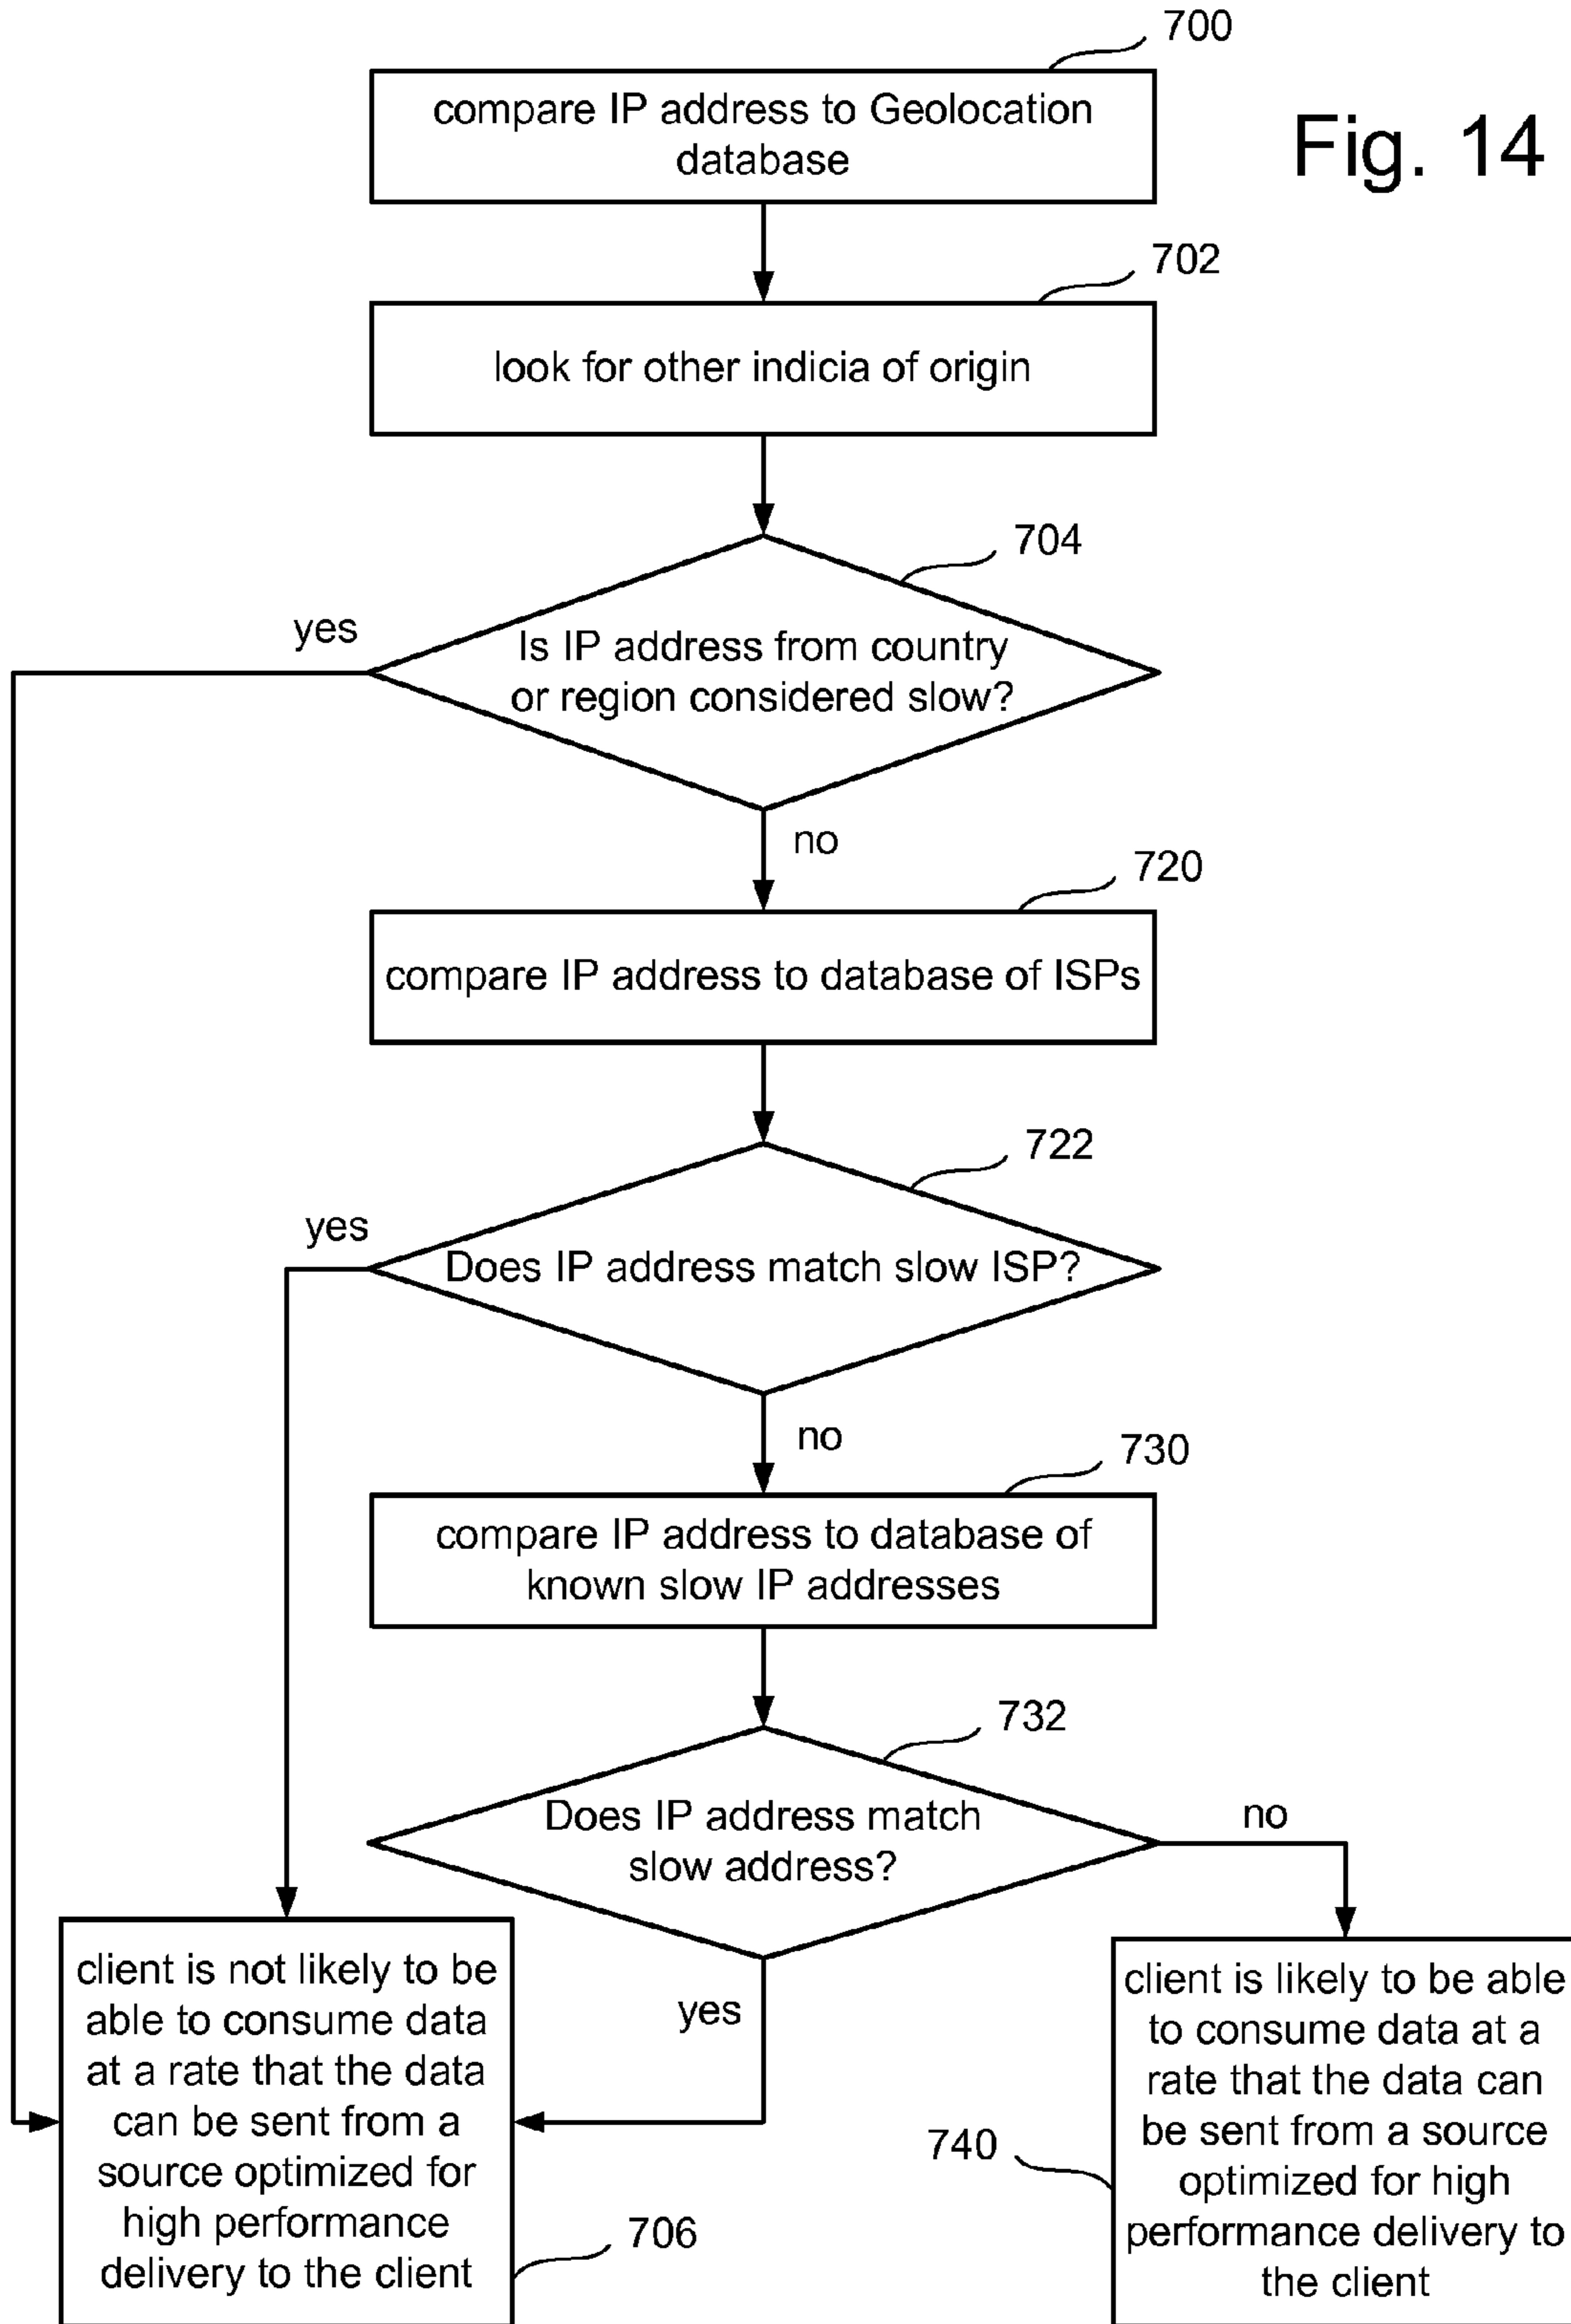 700
compare IP address to Geolocation
database
Fig. 14
702
look for other indicia of origin
704
yes
Is IP address from country
or region considered slow?
no
720
compare IP address to database of ISPs
722
yes
Does IP address match slow ISP?
no
730
compare IP address to database of
known slow IP addresses
732
Does IP address match
slow address?
no
yes
client is not likely to be
able to consume data
at a rate that the data
can be sent from a
source optimized for
high performance
delivery to the client
706
client is likely to be able
to consume data at a
rate that the data can
be sent from a source
optimized for high
performance delivery to
the client
740